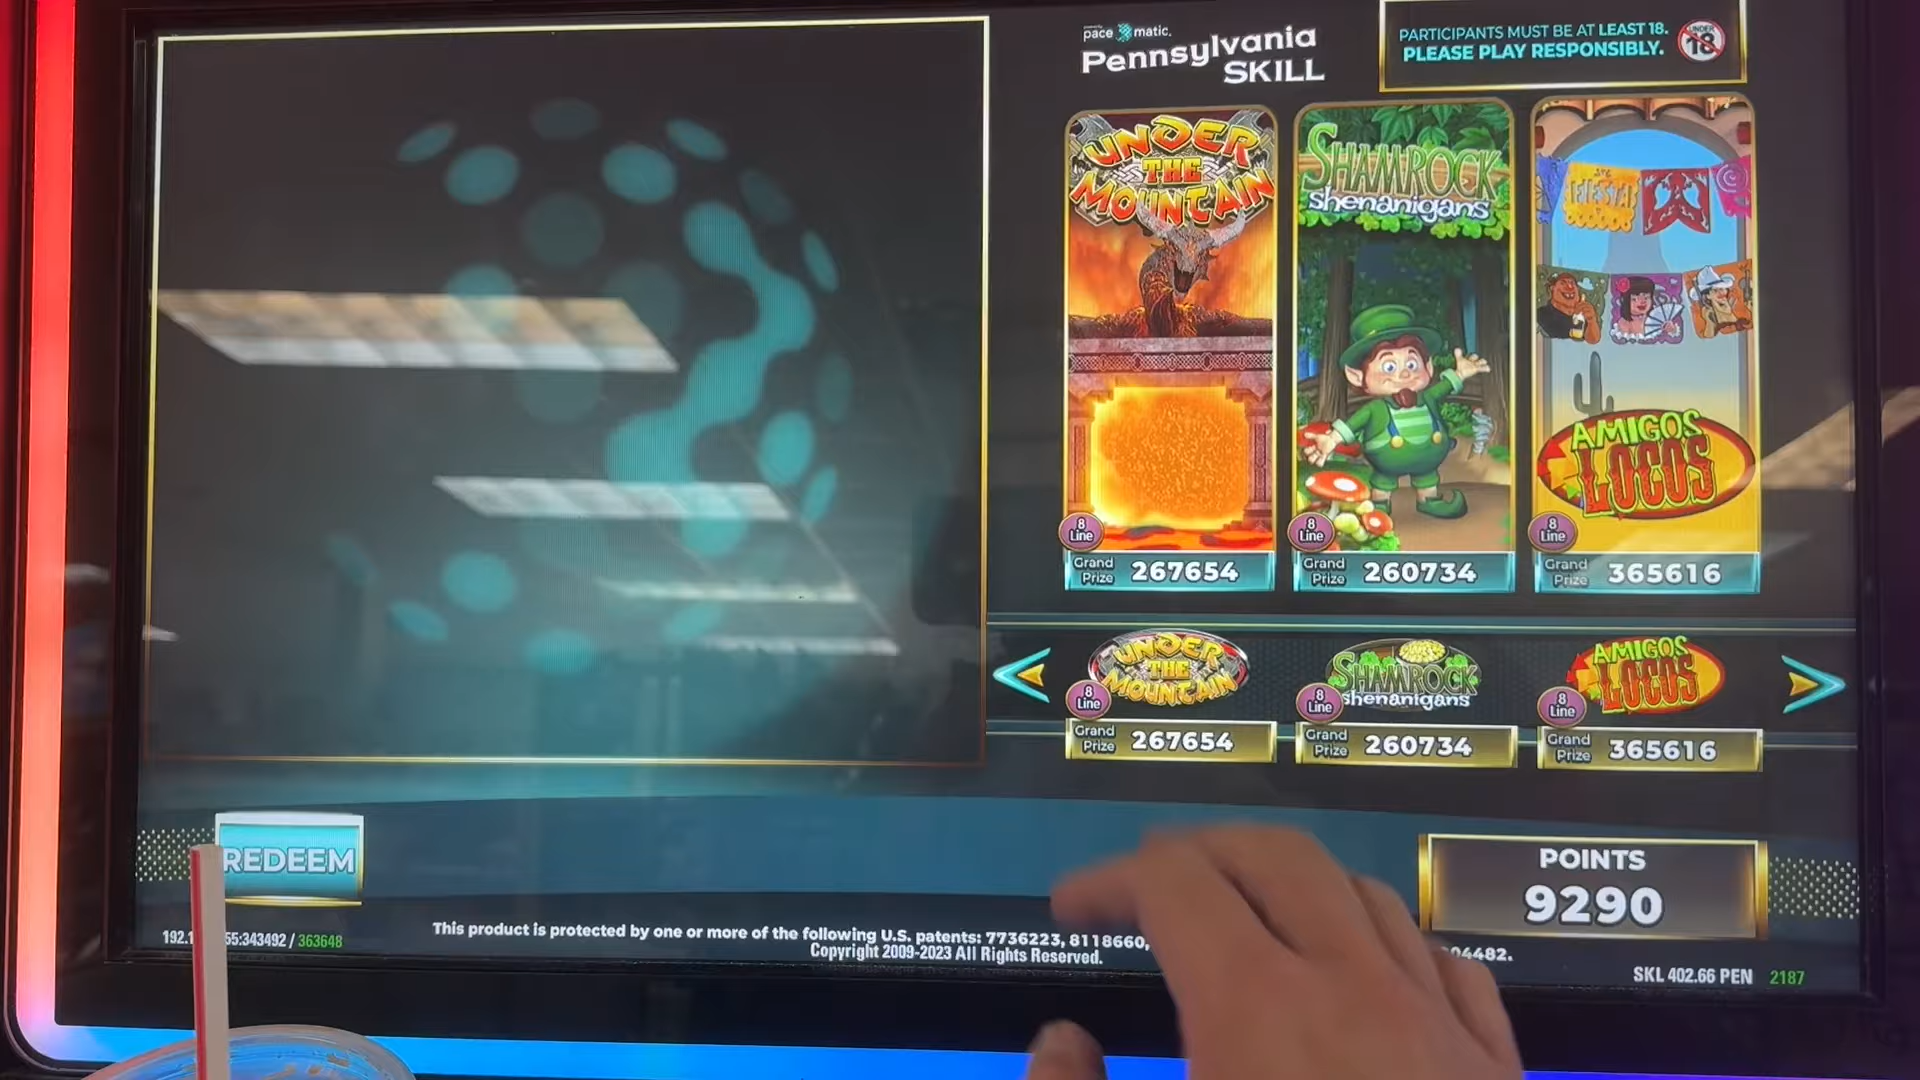 pace matic.
Pennsylvania
SKILL
PARTICIPANTS MUST BE AT LEAST 18.
PLEASE PLAY RESPONSIBLY.
UNDER
18
UNDER
THE
MOUNTAIN
SHAMROCK
shenanigans
FIESTA
AMIGOS
LOCOS
8
Line
8
Line
8
Line
Grand
Prize
267654
Grand
Prize
260734
Grand
Prize
365616
UNDER
THE
MOUNTAIN
SHAMROCK
shenanigans
AMIGOS
LOCOS
8
Line
8
Line
8
Line
Grand
Prize
267654
Grand
Prize
260734
Grand
Prize
365616
REDEEM
POINTS
9290
192.1 55:343492 / 363648
This product is protected by one or more of the following U.S. patents: 7736223, 8118660, 04482.
Copyright 2009-2023 All Rights Reserved.
SKL 402.66 PEN 2187